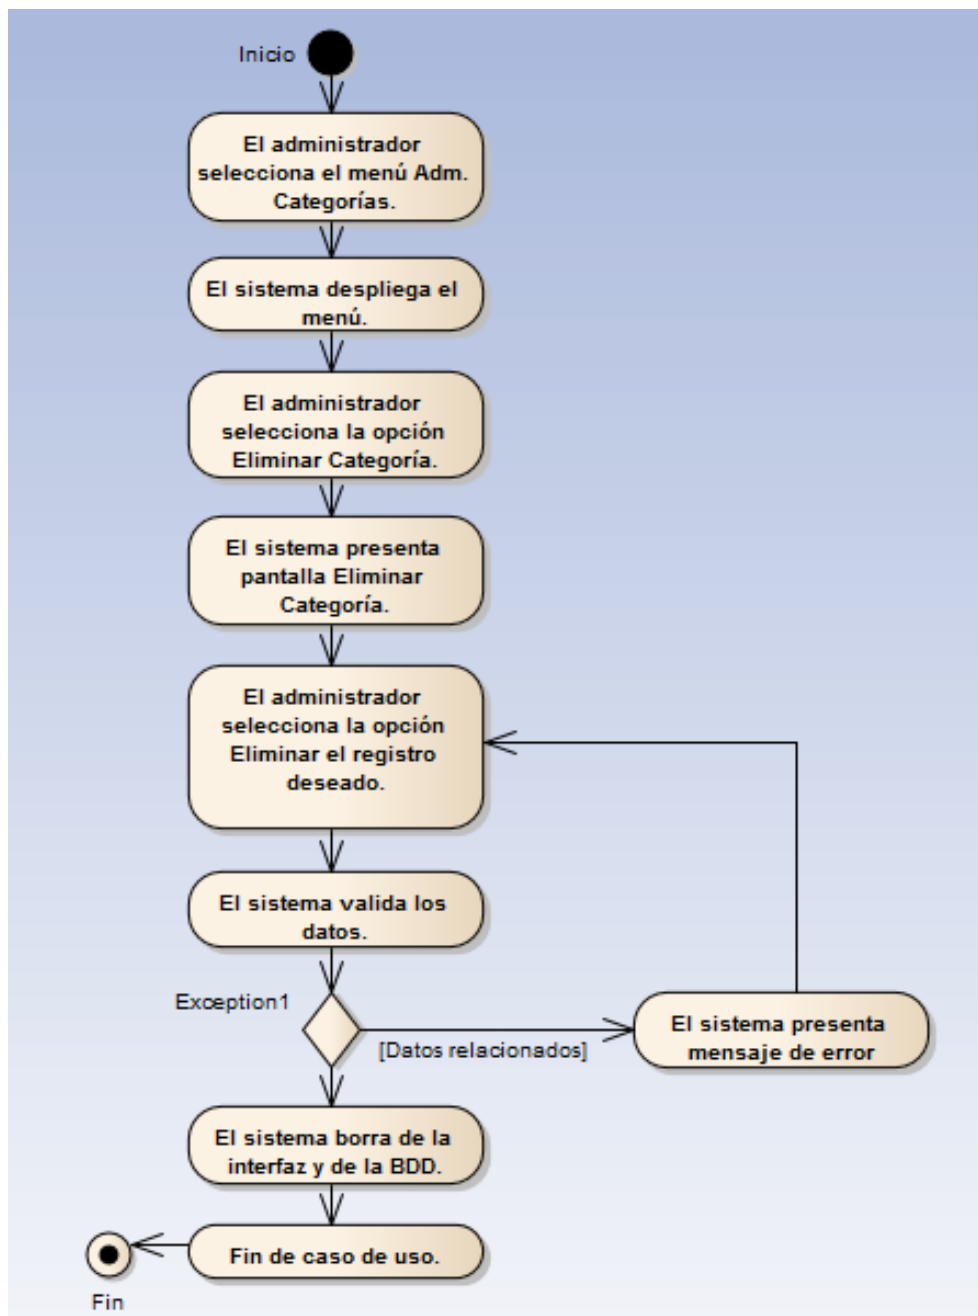 Inicio
El administrador
selecciona el menú Adm.
Categorías.
El sistema despliega el
menú.
El administrador
selecciona la opción
Eliminar Categoría.
El sistema presenta
pantalla Eliminar
Categoría.
El administrador
selecciona la opción
Eliminar el registro
deseado.
El sistema valida los
datos.
Exception1
[Datos relacionados]
El sistema presenta
mensaje de error
El sistema borra de la
interfaz y de la BDD.
Fin de caso de uso.
Fin